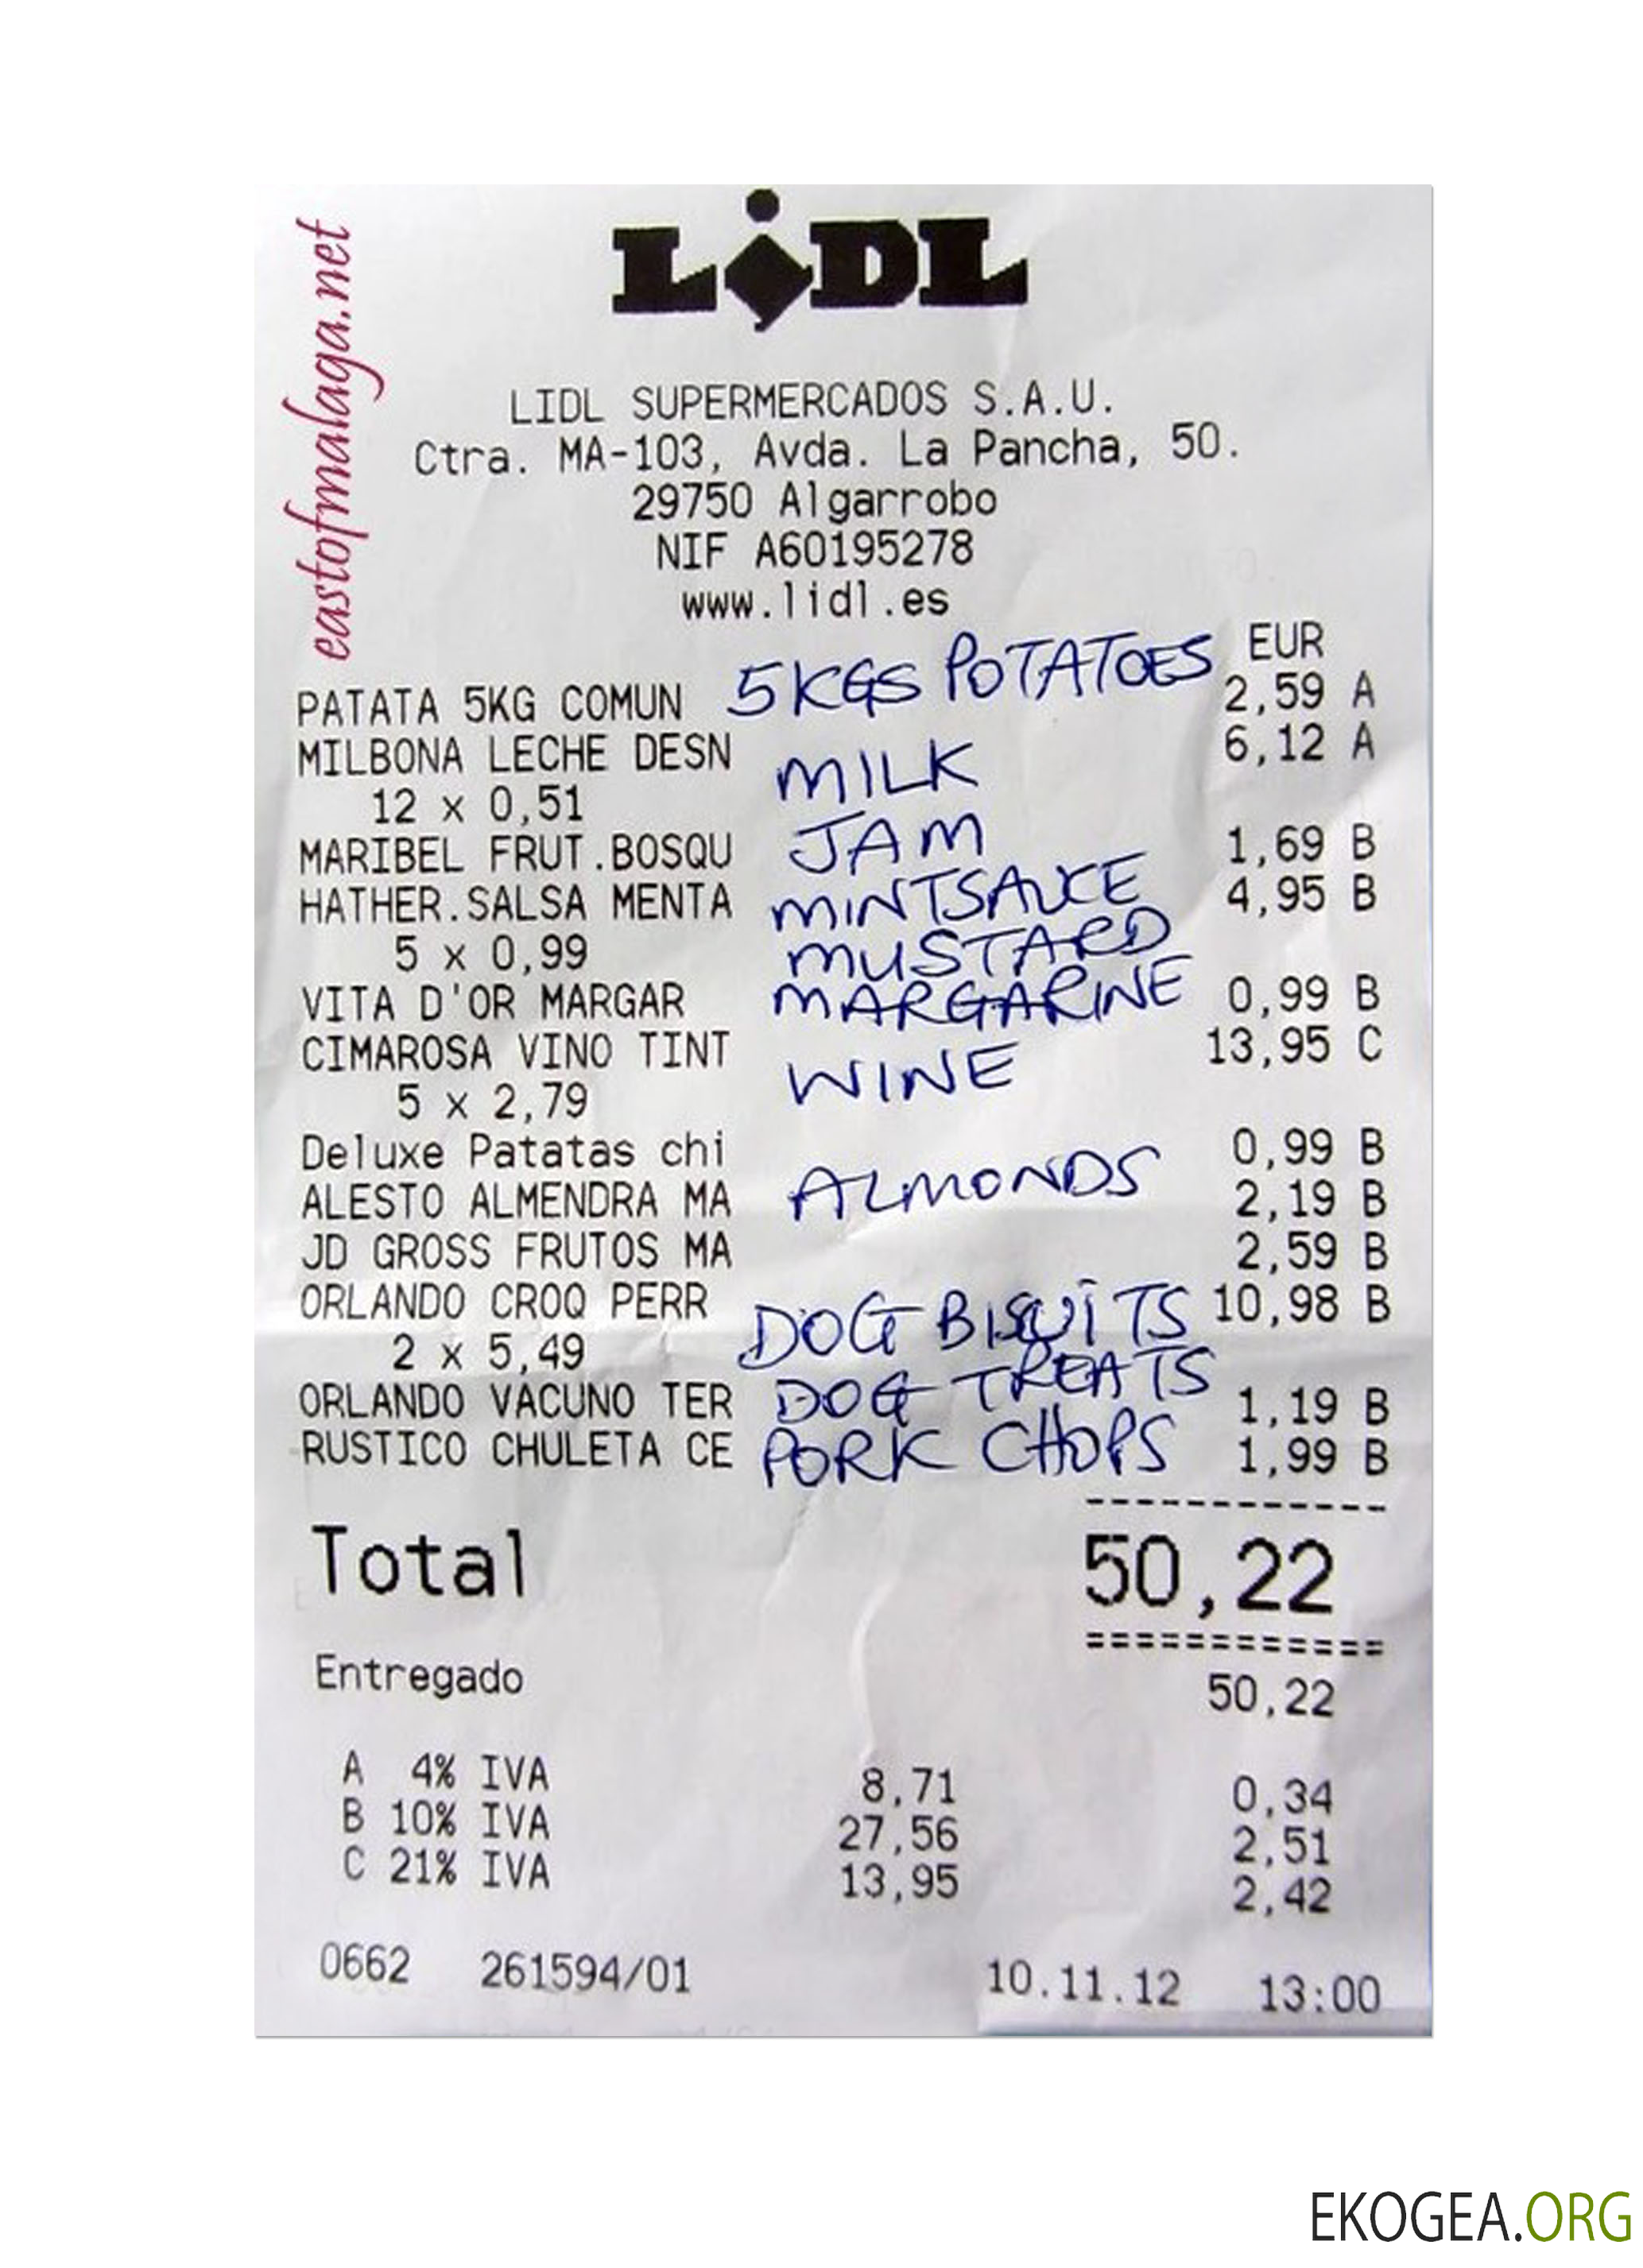 eastofmalaga.net
LiDL
LIDL SUPERMERCADOS S.A.U.
Ctra. MA-103, Avda. La Pancha, 50.
29750 Algarrobo
NIF A60195278
www.lidl.es
EUR
PATATA 5KG COMUN 5KGS POTATOES 2,59 A
MILBONA LECHE DESN MILK 6,12 A
12 x 0,51
MARIBEL FRUT.BOSQU JAM 1,69 B
HATHER.SALSA MENTA MINTSAUCE 4,95 B
5 x 0,99 MUSTARD
VITA D'OR MARGAR MARGARINE 0,99 B
CIMAROSA VINO TINT WINE 13,95 C
5 x 2,79
Deluxe Patatas chi 0,99 B
ALESTO ALMENDRA MA ALMONDS 2,19 B
JD GROSS FRUTOS MA 2,59 B
ORLANDO CROQ PERR DOG BISCUITS 10,98 B
2 x 5,49
ORLANDO VACUNO TER DOG TREATS 1,19 B
RUSTICO CHULETA CE PORK CHOPS 1,99 B
Total 50,22
Entregado 50,22
A 4% IVA 8,71 0,34
B 10% IVA 27,56 2,51
C 21% IVA 13,95 2,42
0662 261594/01 10.11.12 13:00
EKOGEA.ORG